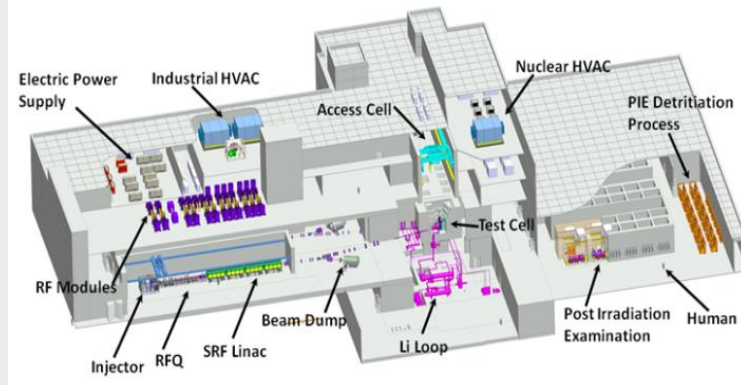 Electric Power
Supply
Industrial HVAC
Nuclear HVAC
Access Cell
PIE Detritiation
Process
Test Cell
RF Modules
Injector
RFQ
SRF Linac
Beam Dump
Li Loop
Post Irradiation
Examination
Human